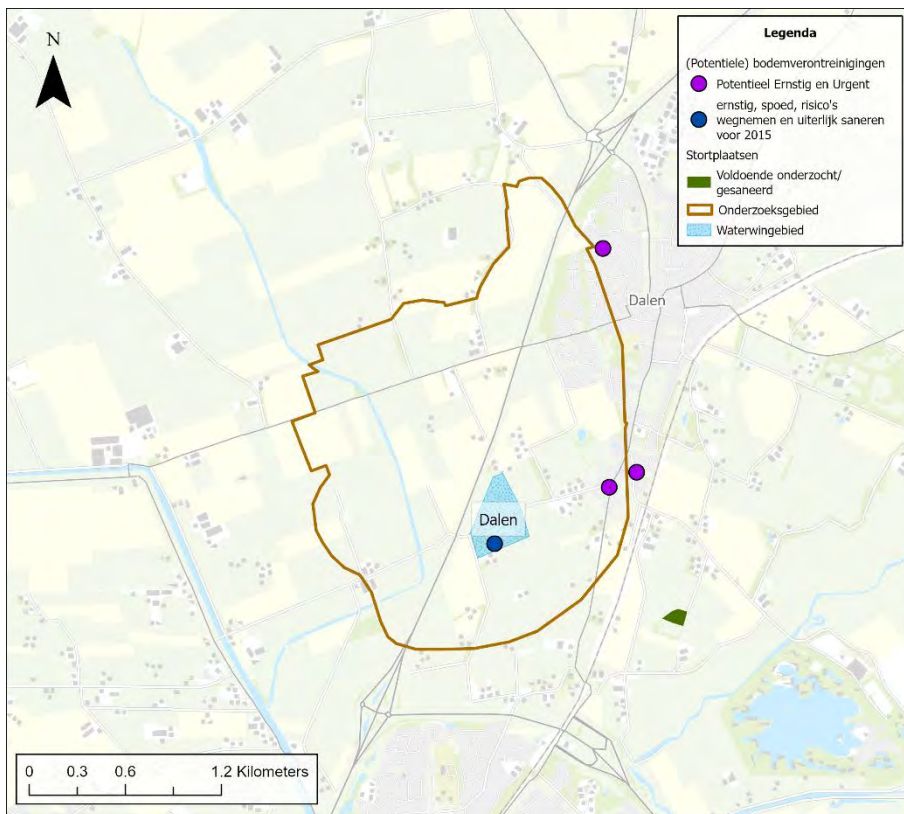 N
Legenda
(Potentiele) bodemverontreinigingen
Potentieel Ernstig en Urgent
ernstig, spoed, risico's
wegnemen en uiterlijk saneren
voor 2015
Stortplaatsen
Voldoende onderzocht/
gesaneerd
Onderzoeksgebied
Waterwingebied
Dalen
Dalen
0 0.3 0.6 1.2 Kilometers